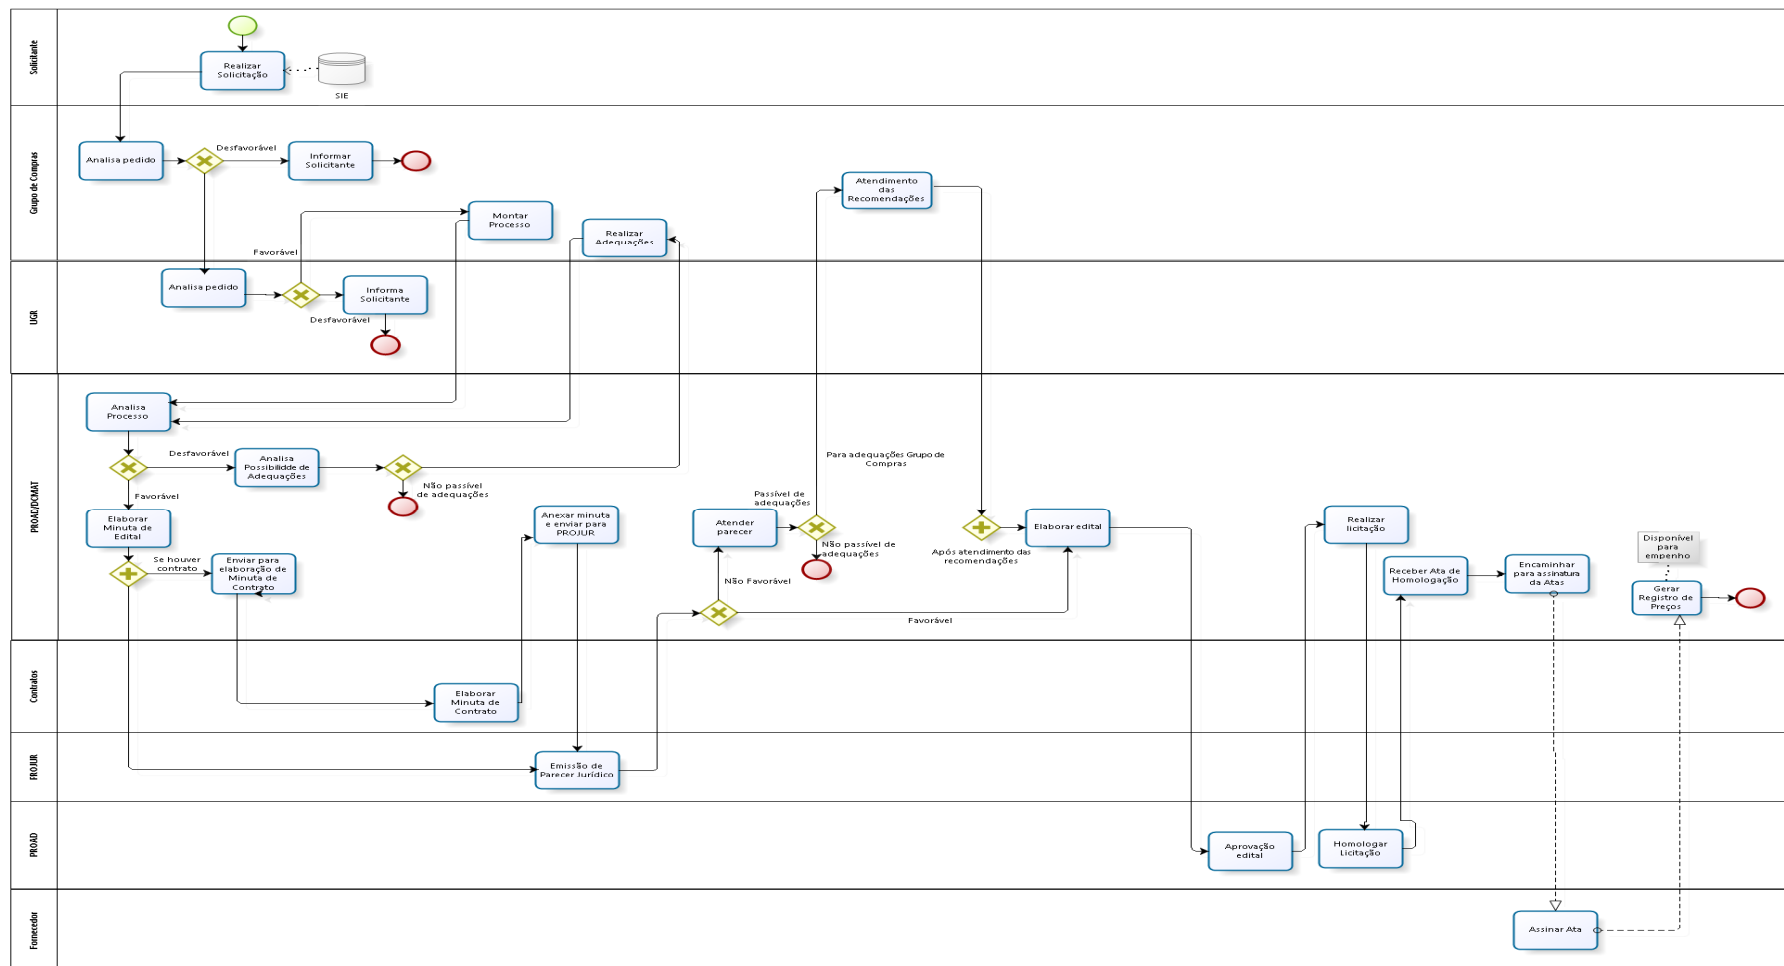 Solicitante
Realizar
Solicitação
SIE
Grupo de Compras
Analisa pedido
Desfavorável
Informar
Solicitante
Favorável
Montar
Processo
Realizar
Adequações
Atendimento
das
Recomendações
UGR
Analisa pedido
Informa
Solicitante
Desfavorável
PROAD/DCMAT
Analisa
Processo
Desfavorável
Analisa
Possibilidde de
Adequações
Não passível
de adequações
Favorável
Elaborar
Minuta de
Edital
Se houver
contrato
Enviar para
elaboração de
Minuta de
Contrato
Anexar minuta
e enviar para
PROJUR
Atender
parecer
Passível de
adequações
Para adequações Grupo de
Compras
Não passível de
adequações
Não Favorável
Favorável
Após atendimento das
recomendações
Elaborar edital
Realizar
licitação
Receber Ata de
Homologação
Encaminhar
para assinatura
da Atas
Disponível
para
empenho
Gerar
Registro de
Preços
Contratos
Elaborar
Minuta de
Contrato
PROJUR
Emissão de
Parecer Jurídico
PROAD
Aprovação
edital
Homologar
Licitação
Fornecedor
Assinar Ata